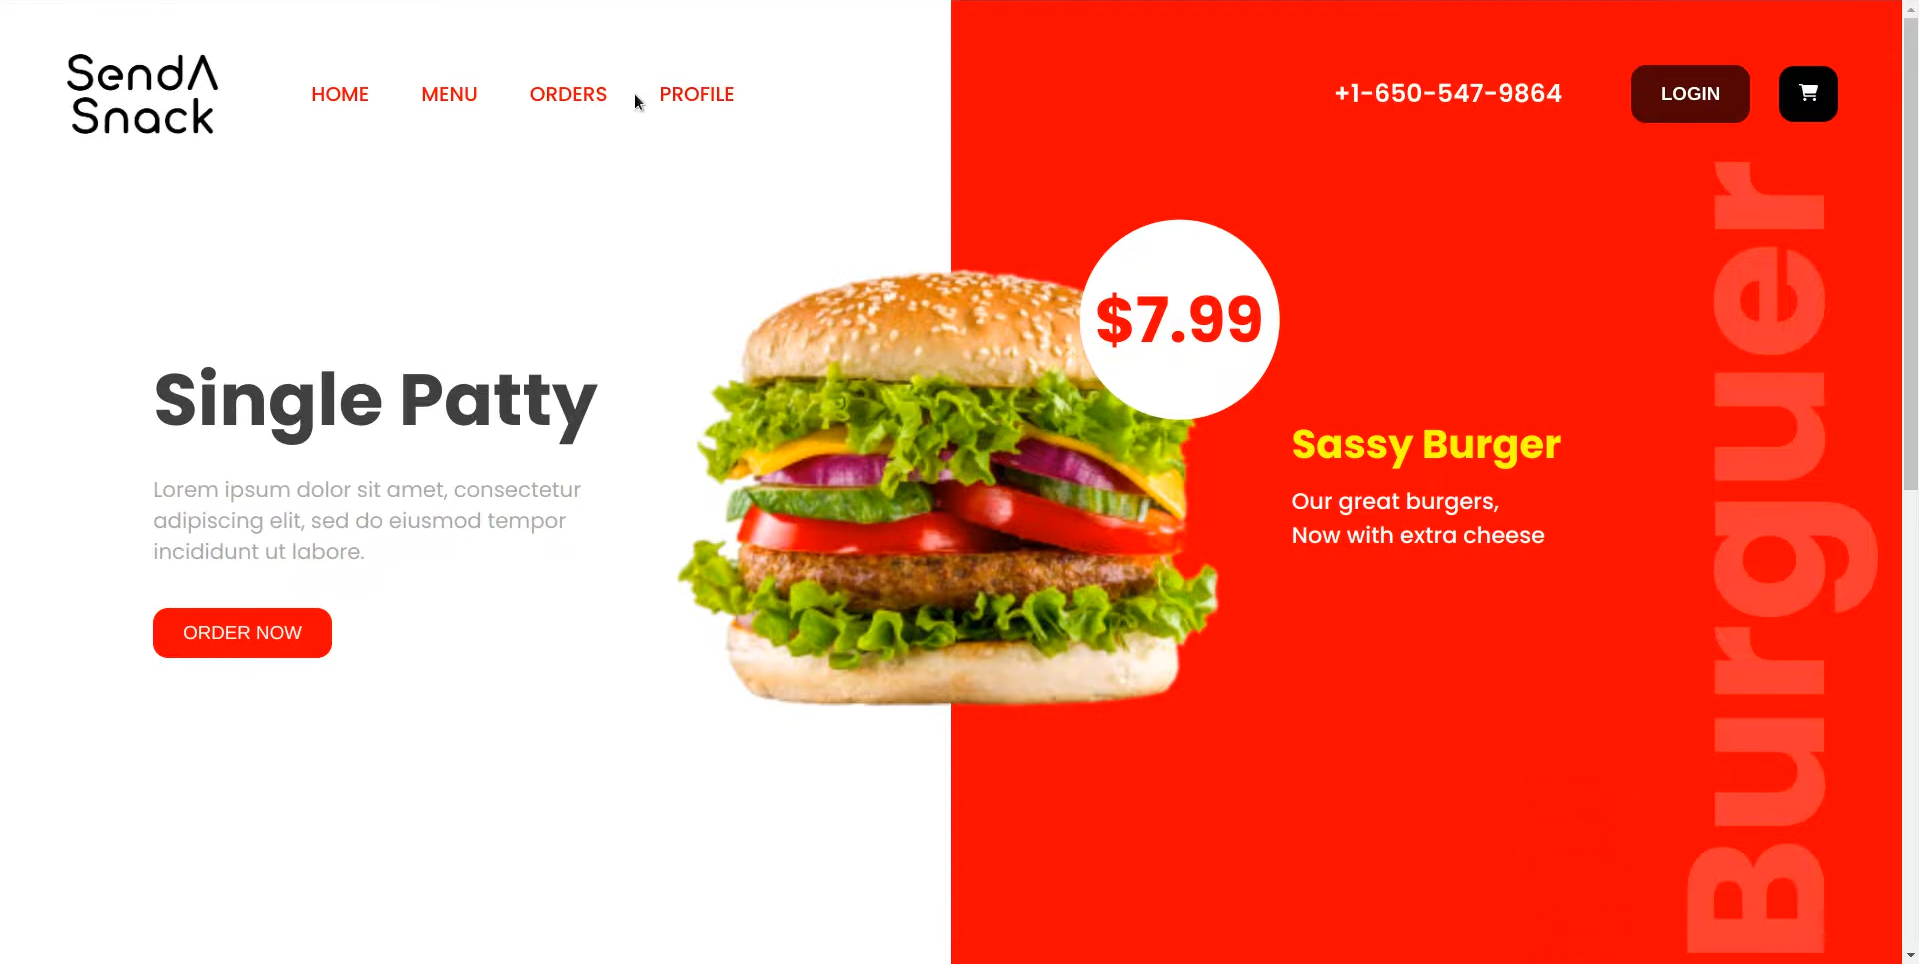 SendΛ
Snack
HOME
MENU
ORDERS
PROFILE
+1-650-547-9864
LOGIN
$7.99
Single Patty
Lorem ipsum dolor sit amet, consectetur
adipiscing elit, sed do eiusmod tempor
incididunt ut labore.
ORDER NOW
Sassy Burger
Our great burgers,
Now with extra cheese
Burguer